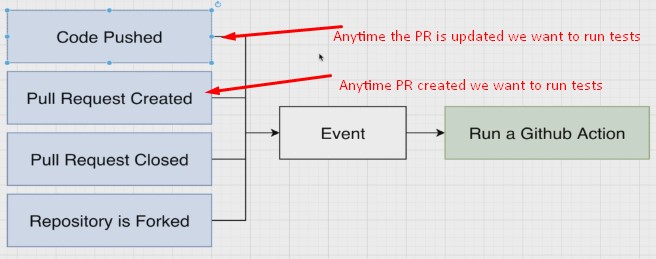 Code Pushed
Anytime the PR is updated we want to run tests
Pull Request Created
Anytime PR created we want to run tests
Event
Run a Github Action
Pull Request Closed
Repository is Forked